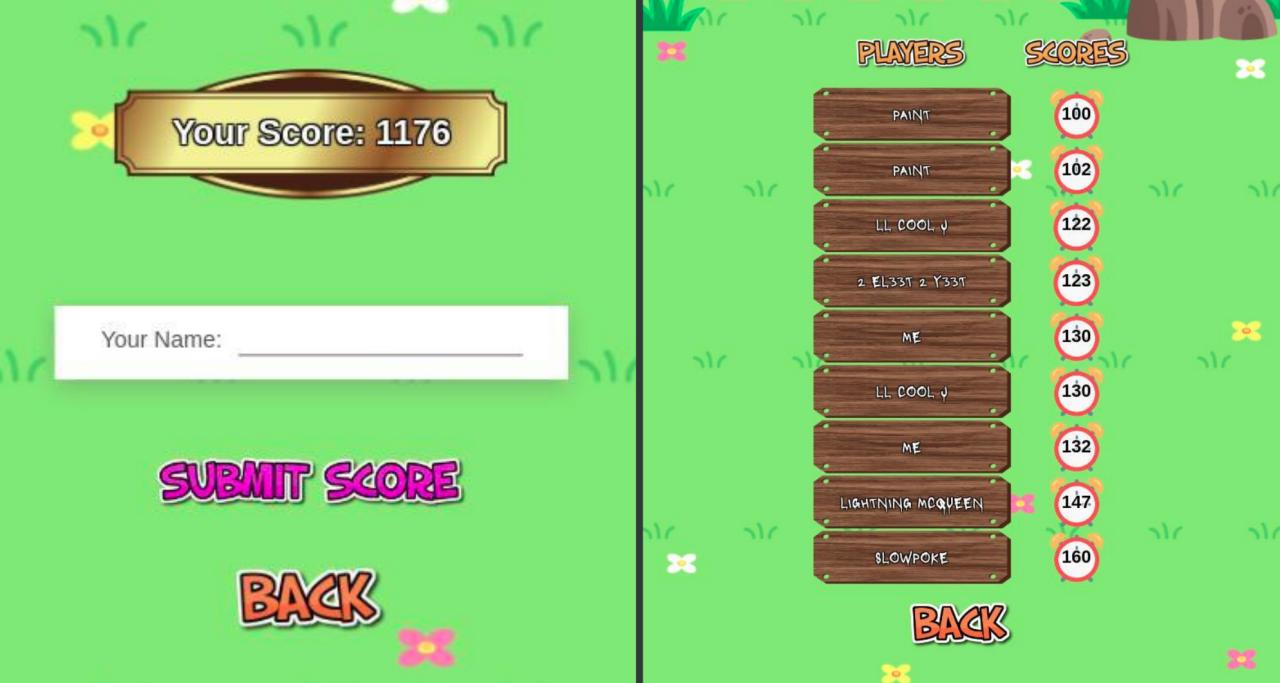 Your Score: 1176
Your Name:
SUBMIT SCORE
BACK
PLAYERS SCORES
PAINT 100
PAINT 102
LL COOL J 122
2 EL33T 2 Y33T 123
ME 130
LL COOL J 130
ME 132
LIGHTNING MCQUEEN 147
SLOWPOKE 160
BACK